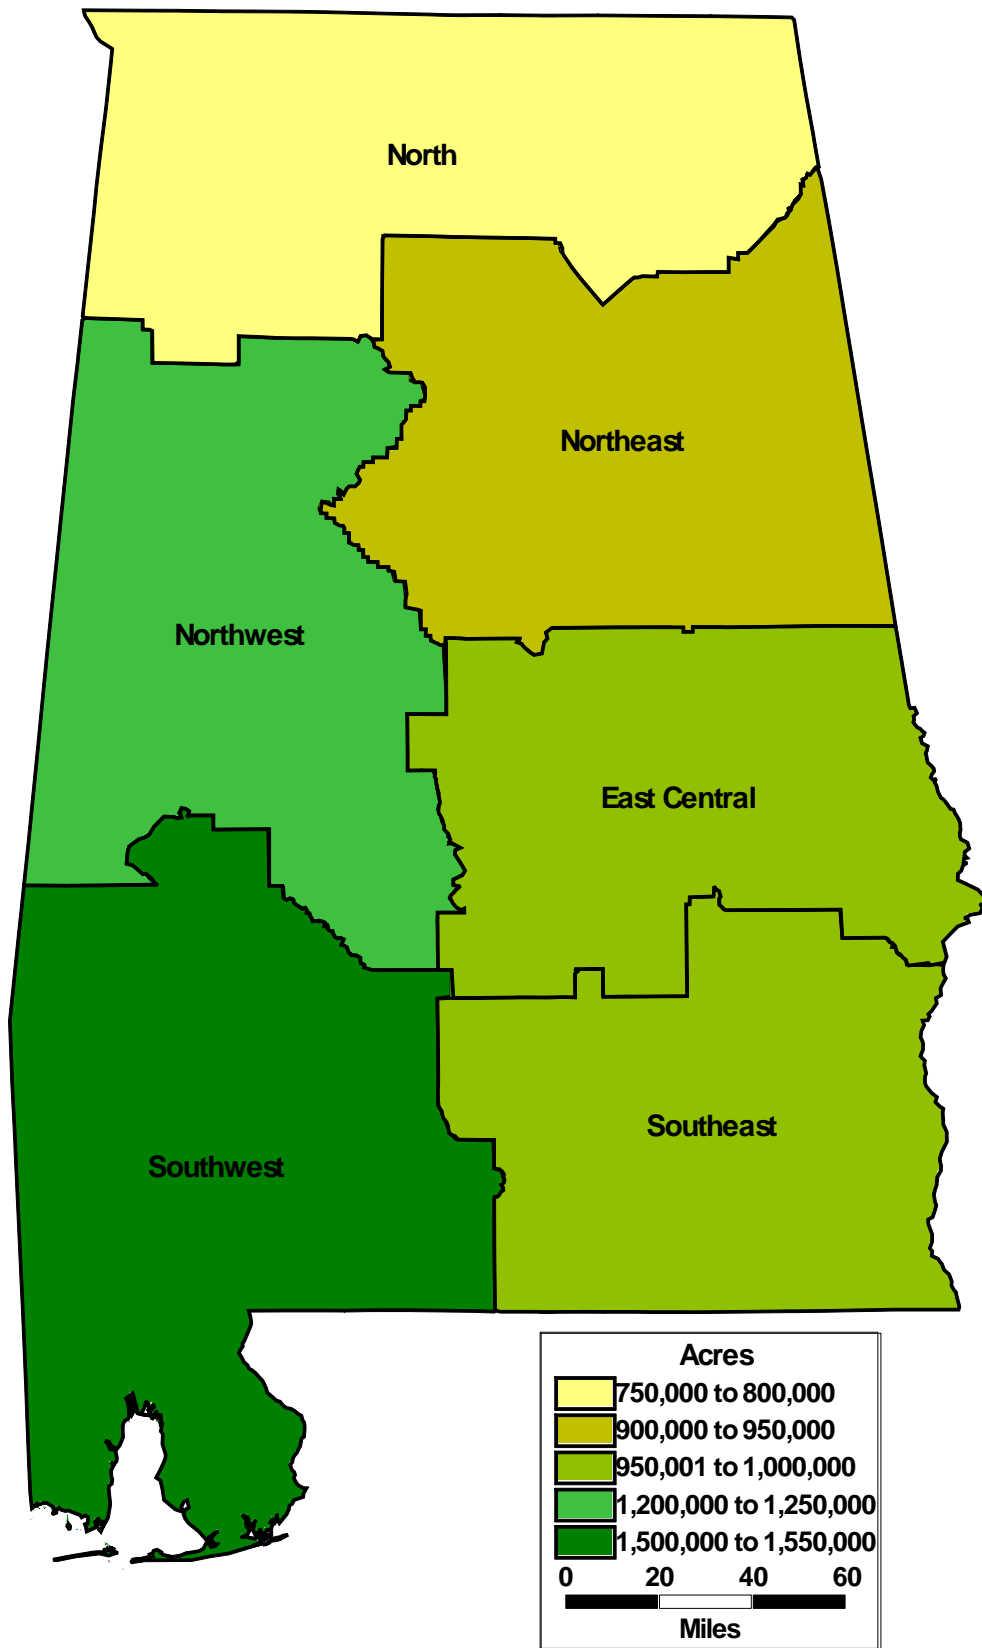 North
Northeast
Northwest
East Central
Southeast
Southwest
Acres
750,000 to 800,000
900,000 to 950,000
950,001 to 1,000,000
1,200,000 to 1,250,000
1,500,000 to 1,550,000
0 20 40 60
Miles